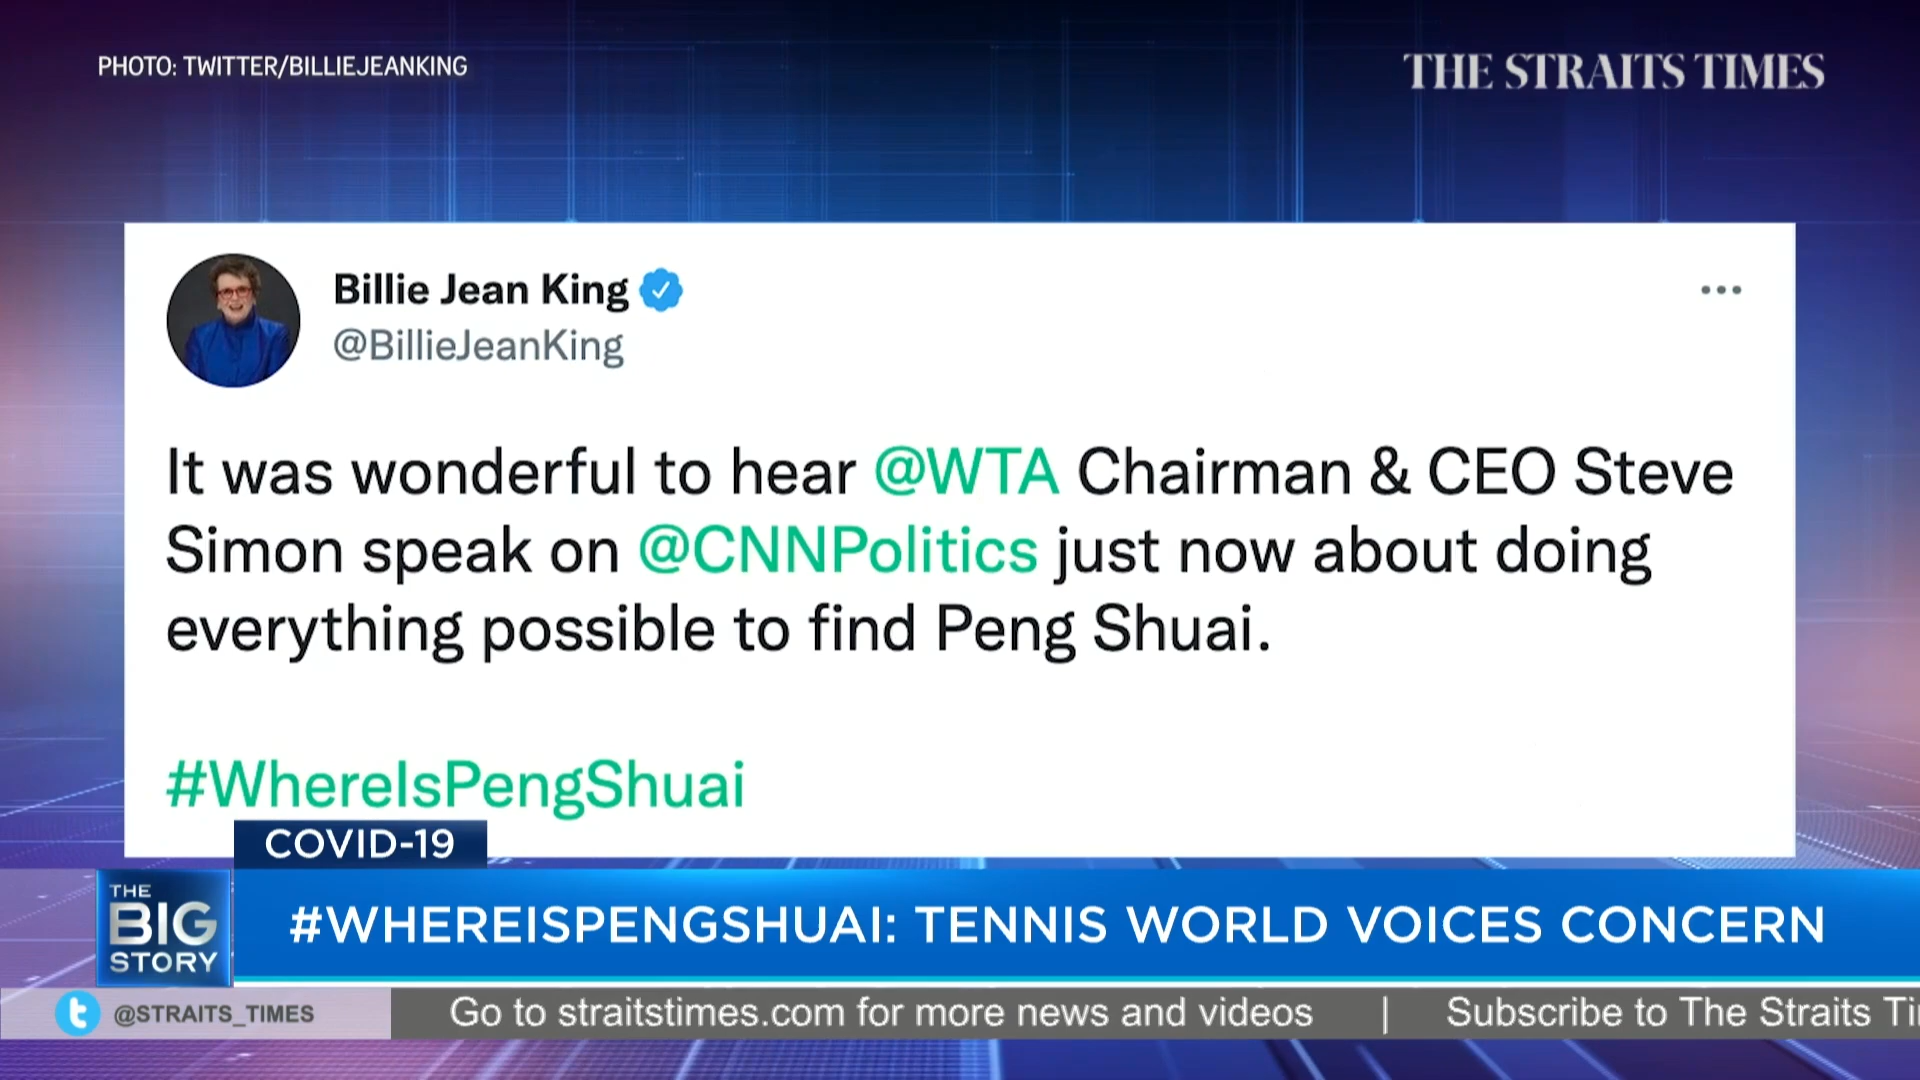 PHOTO: TWITTER/BILLIEJEANKING
THE STRAITS TIMES
Billie Jean King
@BillieJeanKing
It was wonderful to hear @WTA Chairman & CEO Steve
Simon speak on @CNNPolitics just now about doing
everything possible to find Peng Shuai.
#WhereIsPengShuai
COVID-19
THE
BIG
STORY
#WHEREISPENGSHUAI: TENNIS WORLD VOICES CONCERN
@STRAITS_TIMES
Go to straitstimes.com for more news and videos | Subscribe to The Straits Ti